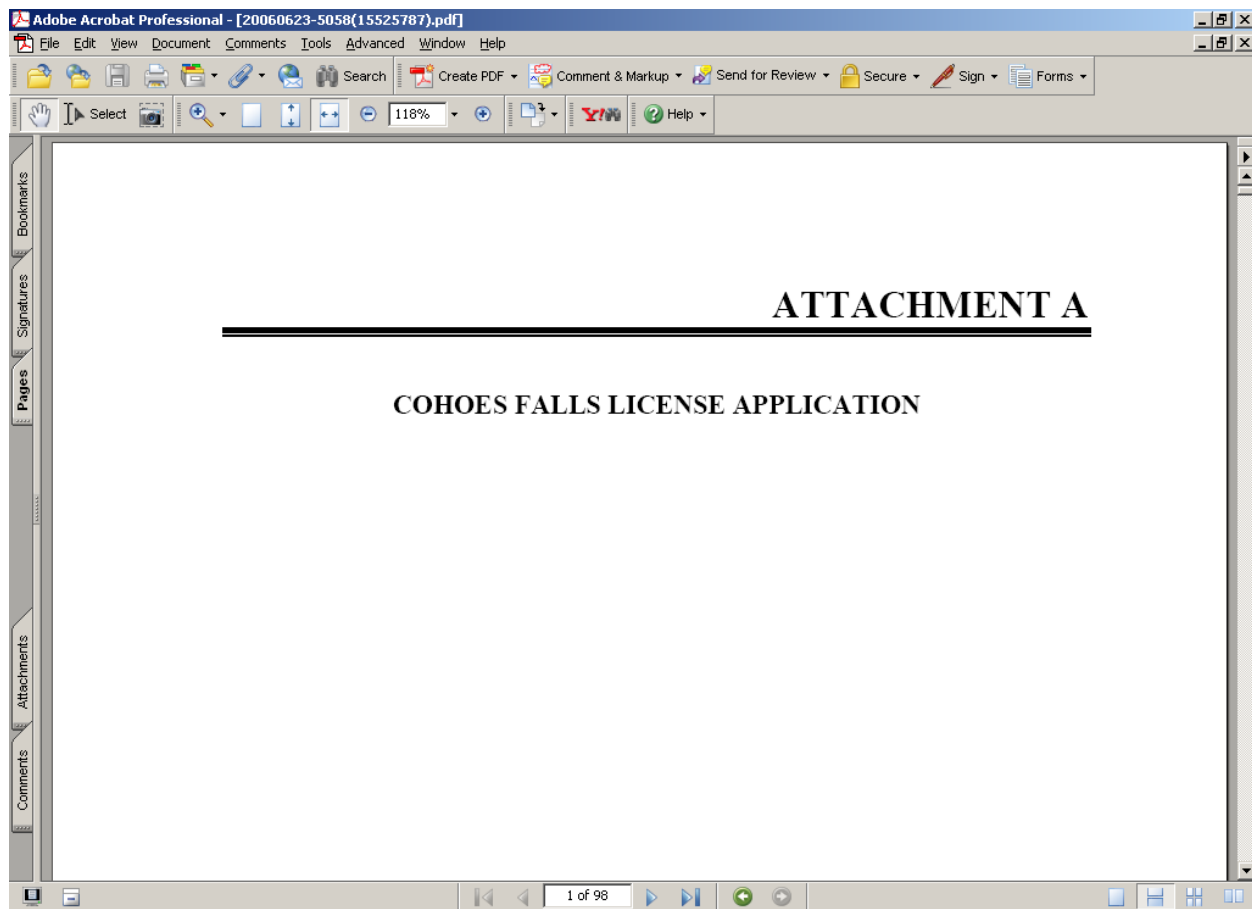 Adobe Acrobat Professional - [20060623-5058(15525787).pdf]
File Edit View Document Comments Tools Advanced Window Help
Search Create PDF Comment & Markup Send for Review Secure Sign Forms
Select 118% Y! Help
Bookmarks
Signatures
Pages
Attachments
Comments
ATTACHMENT A
COHOES FALLS LICENSE APPLICATION
1 of 98